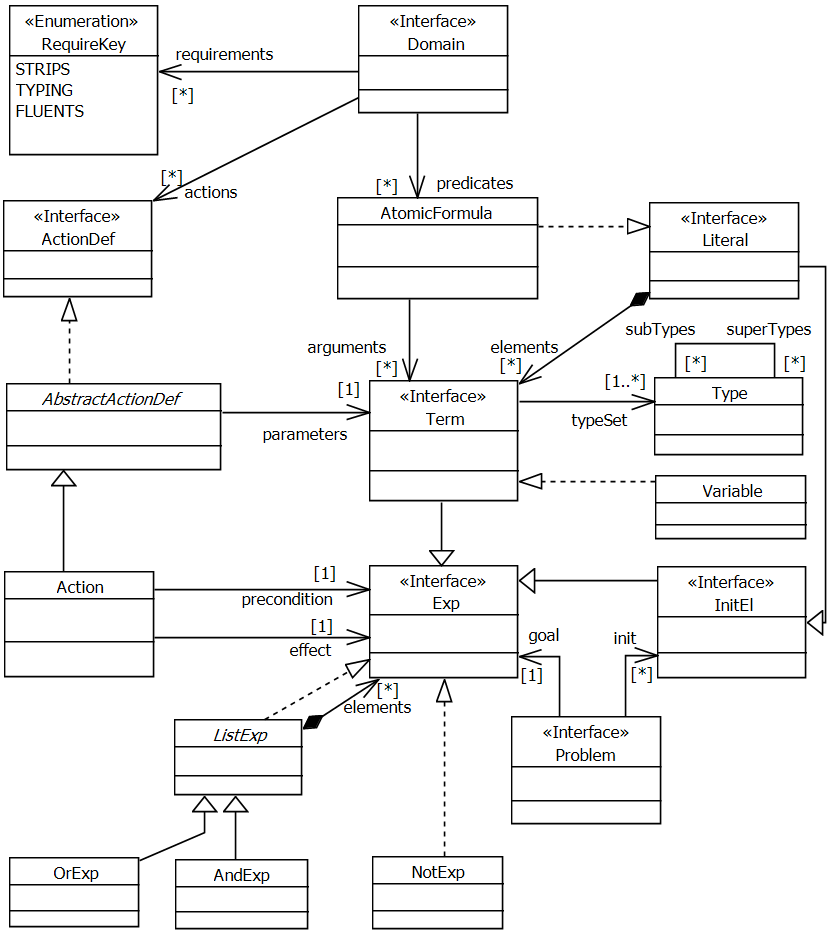 «Enumeration»
RequireKey
STRIPS
TYPING
FLUENTS
«Interface»
Domain
requirements
[*]
[*]
actions
[*]
predicates
«Interface»
ActionDef
AtomicFormula
«Interface»
Literal
arguments
[*]
elements
[*]
subTypes
superTypes
[*]
[*]
AbstractActionDef
[1]
parameters
«Interface»
Term
[1..*]
typeSet
Type
Variable
Action
[1]
precondition
[1]
effect
«Interface»
Exp
«Interface»
InitEl
goal
[1]
init
[*]
[*]
elements
ListExp
«Interface»
Problem
OrExp
AndExp
NotExp